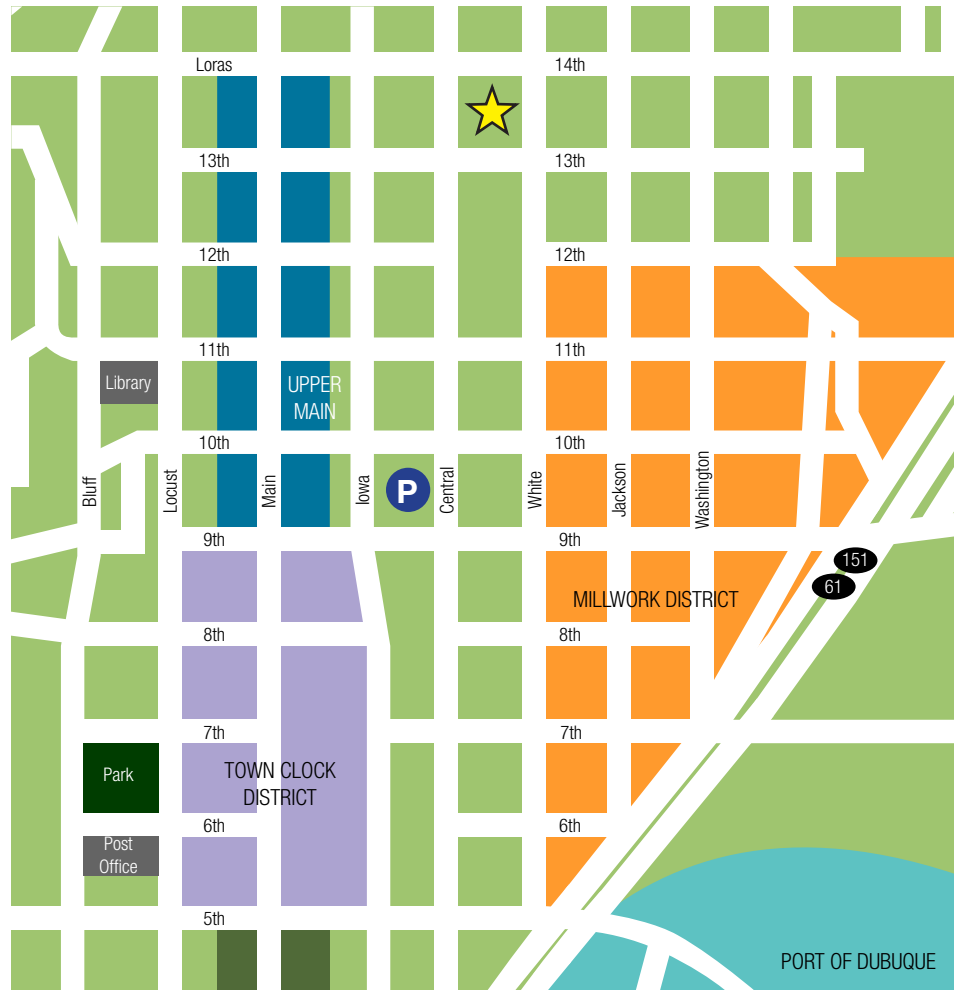 Loras
14th
13th
13th
12th
12th
11th
11th
Library
UPPER
MAIN
10th
10th
Bluff
Locust
Main
Iowa
P
Central
White
Jackson
Washington
9th
9th
151
61
MILLWORK DISTRICT
8th
8th
7th
7th
Park
TOWN CLOCK
DISTRICT
6th
6th
Post
Office
5th
PORT OF DUBUQUE